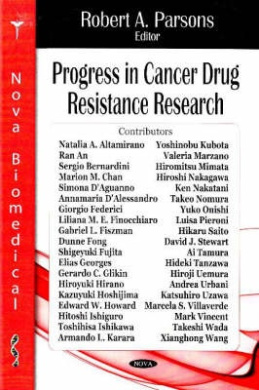 Robert A. Parsons
Editor
Nova Biomedical
Progress in Cancer Drug
Resistance Research
Contributors
Natalia A. Altamirano
Ran An
Sergio Bernardini
Marion M. Chan
Simona D'Aguanno
Annamaria D'Alessandro
Giorgio Federici
Liliana M. E. Finocchiaro
Gabriel L. Fiszman
Dunne Fong
Shigeyuki Fujita
Elias Georges
Gerardo C. Glikin
Hiroyuki Hirano
Kazuyuki Hoshijima
Edward W. Howard
Hitoshi Ishiguro
Toshihisa Ishikawa
Armando L. Karara
Yoshinobu Kubota
Valeria Marzano
Hiromitsu Mimata
Hiroshi Nakagawa
Ken Nakatani
Takeo Nomura
Yuko Onishi
Luisa Pieroni
Hikaru Saito
David J. Stewart
Ai Tamura
Hideki Tanzawa
Hiroji Uemura
Andrea Urbani
Katsuhiro Uzawa
Marcela S. Villaverde
Mark Vincent
Takeshi Wada
Xianghong Wang
NOVA